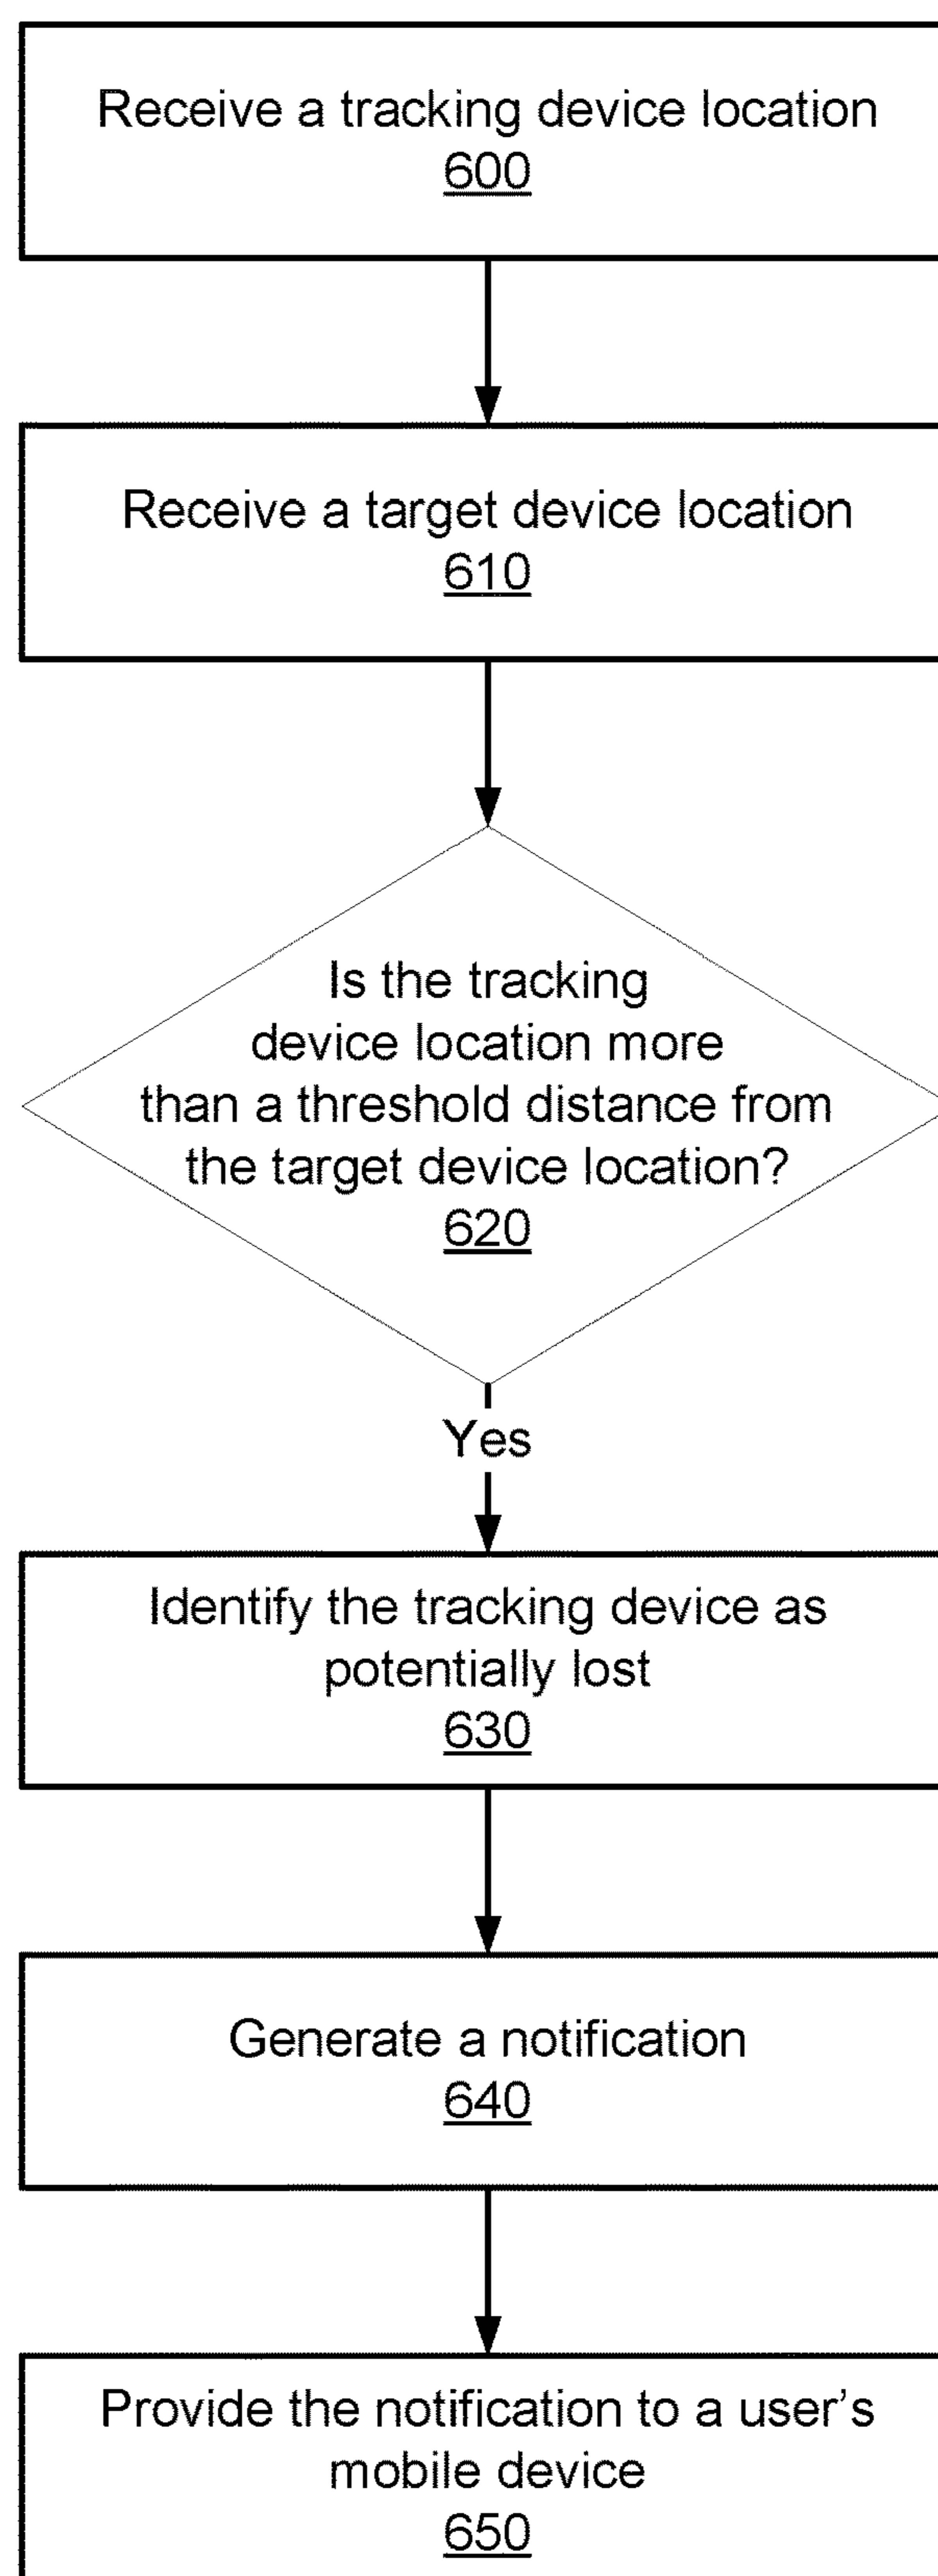 Receive a tracking device location
600
Receive a target device location
610
Is the tracking
device location more
than a threshold distance from
the target device location?
620
Yes
Identify the tracking device as
potentially lost
630
Generate a notification
640
Provide the notification to a user’s
mobile device
650